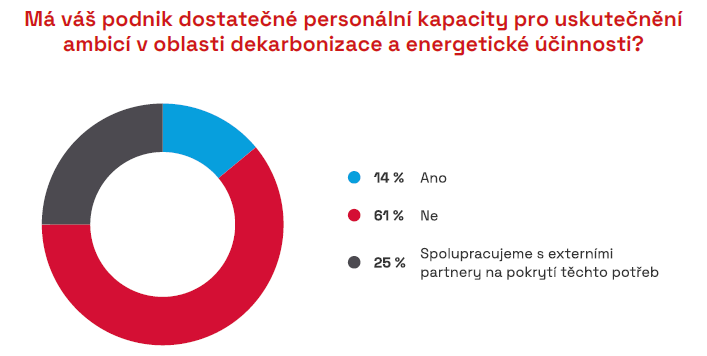 Má váš podnik dostatečné personální kapacity pro uskutečnění
ambicí v oblasti dekarbonizace a energetické účinnosti?
14 % Ano
61 % Ne
25 % Spolupracujeme s externími
partnery na pokrytí těchto potřeb